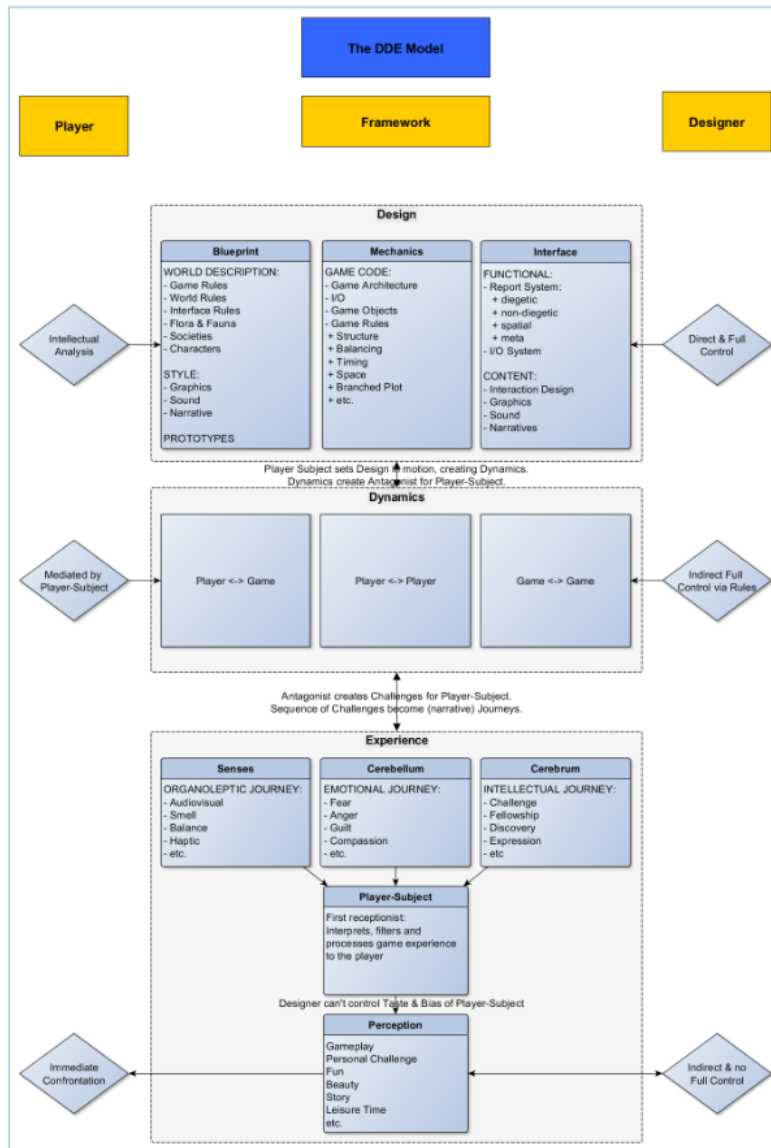 The DDE Model
Player
Framework
Designer
Design
Blueprint
WORLD DESCRIPTION:
- Game Rules
- World Rules
- Interface Rules
- Flora & Fauna
- Societies
- Characters
STYLE:
- Graphics
- Sound
- Narrative
PROTOTYPES
Mechanics
GAME CODE:
- Game Architecture
- I/O
- Game Objects
- Game Rules
+ Structure
+ Balancing
+ Timing
+ Space
+ Branched Plot
+ etc.
Interface
FUNCTIONAL:
- Report System:
+ diegetic
+ non-diegetic
+ spatial
+ meta
- I/O System
CONTENT:
- Interaction Design
- Graphics
- Sound
- Narratives
Intellectual
Analysis
Direct & Full
Control
Player Subject sets Design in motion, creating Dynamics.
Dynamics create Antagonist for Player-Subject.
Dynamics
Mediated by
Player-Subject
Player <-> Game
Player <-> Player
Game <-> Game
Indirect Full
Control via Rules
Antagonist creates Challenges for Player-Subject.
Sequence of Challenges become (narrative) Journeys.
Experience
Senses
ORGANOLEPTIC JOURNEY:
- Audiovisual
- Smell
- Balance
- Haptic
- etc.
Cerebellum
EMOTIONAL JOURNEY:
- Fear
- Anger
- Guilt
- Compassion
- etc.
Cerebrum
INTELLECTUAL JOURNEY:
- Challenge
- Fellowship
- Discovery
- Expression
- etc
Player-Subject
First receptionist:
Interprets, filters and
processes game experience
to the player
Designer can't control Taste & Bias of Player-Subject
Perception
Gameplay
Personal Challenge
Fun
Beauty
Story
Leisure Time
etc.
Immediate
Confrontation
Indirect & no
Full Control